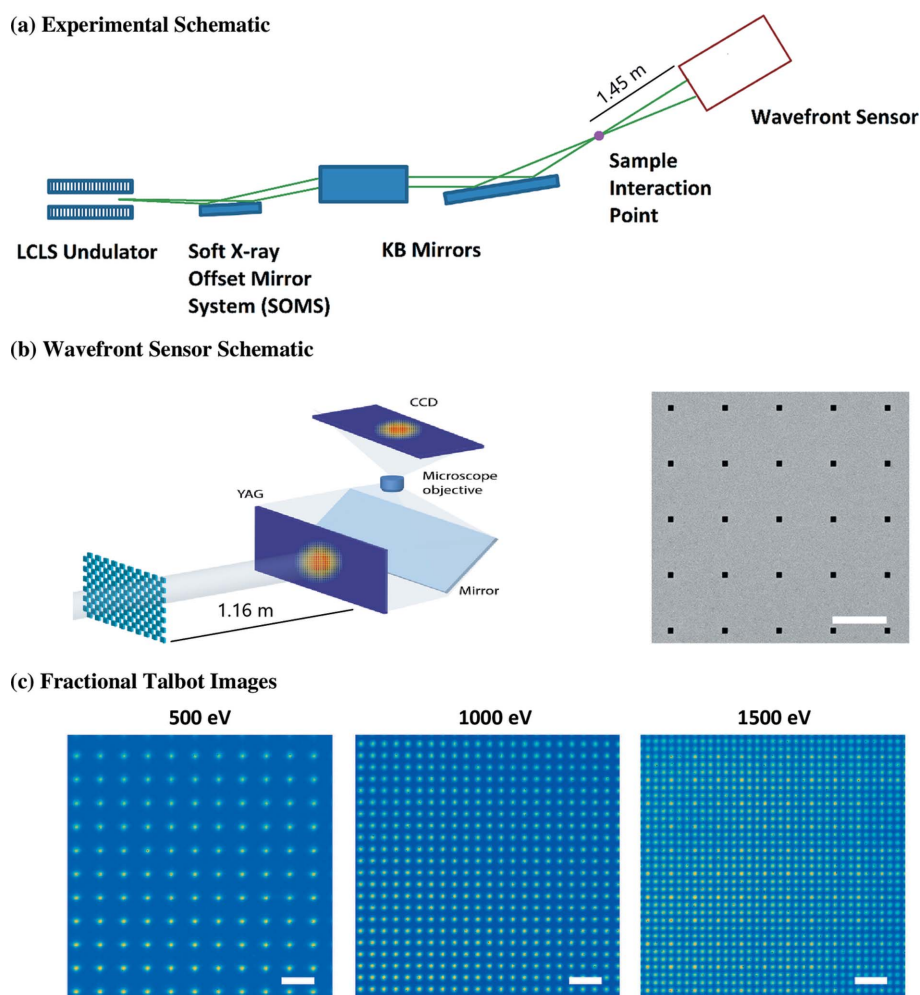 (a) Experimental Schematic
1.45 m
Wavefront Sensor
Sample
Interaction
Point
LCLS Undulator
Soft X-ray
Offset Mirror
System (SOMS)
KB Mirrors
(b) Wavefront Sensor Schematic
CCD
Microscope
objective
YAG
Mirror
1.16 m
(c) Fractional Talbot Images
500 eV
1000 eV
1500 eV